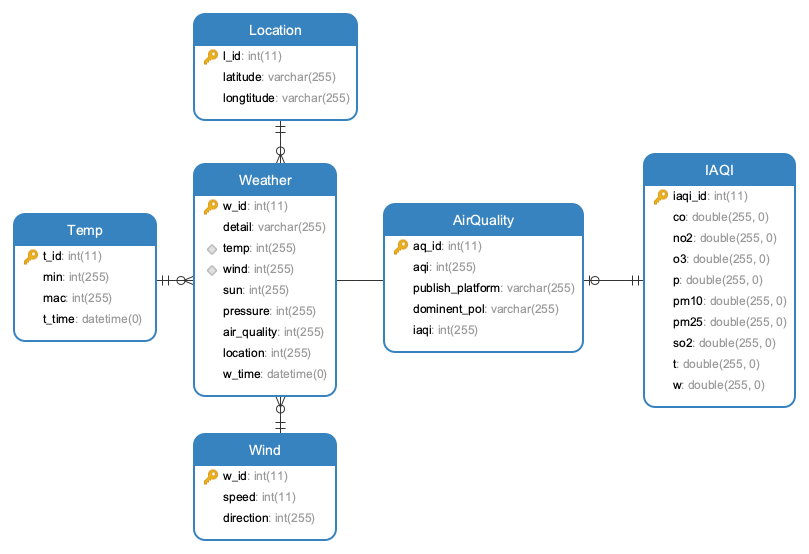 Location
l_id: int(11)
latitude: varchar(255)
longtitude: varchar(255)
Weather
w_id: int(11)
detail: varchar(255)
temp: int(255)
wind: int(255)
sun: int(255)
pressure: int(255)
air_quality: int(255)
location: int(255)
w_time: datetime(0)
Temp
t_id: int(11)
min: int(255)
mac: int(255)
t_time: datetime(0)
AirQuality
aq_id: int(11)
aqi: int(255)
publish_platform: varchar(255)
dominent_pol: varchar(255)
iaqi: int(255)
IAQI
iaqi_id: int(11)
co: double(255, 0)
no2: double(255, 0)
o3: double(255, 0)
p: double(255, 0)
pm10: double(255, 0)
pm25: double(255, 0)
so2: double(255, 0)
t: double(255, 0)
w: double(255, 0)
Wind
w_id: int(11)
speed: int(11)
direction: int(255)